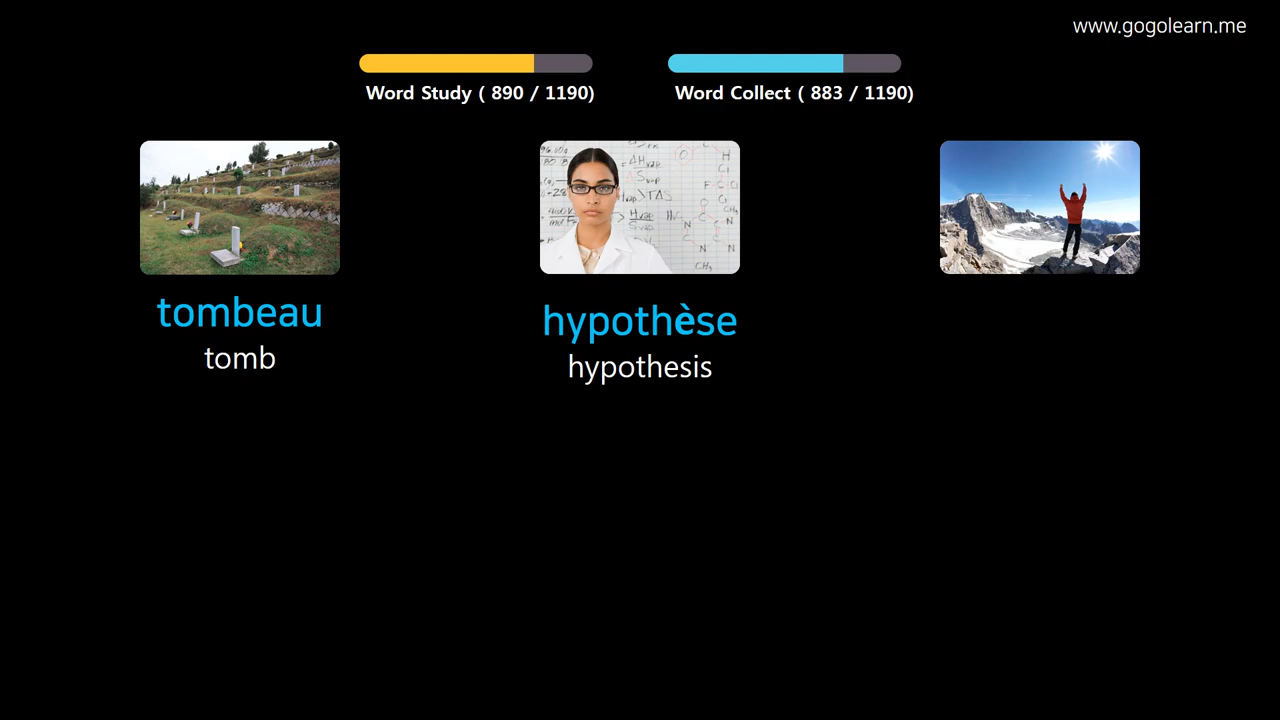 www.gogolearn.me
Word Study ( 890 / 1190)
Word Collect ( 883 / 1190)
tombeau
tomb
hypothèse
hypothesis